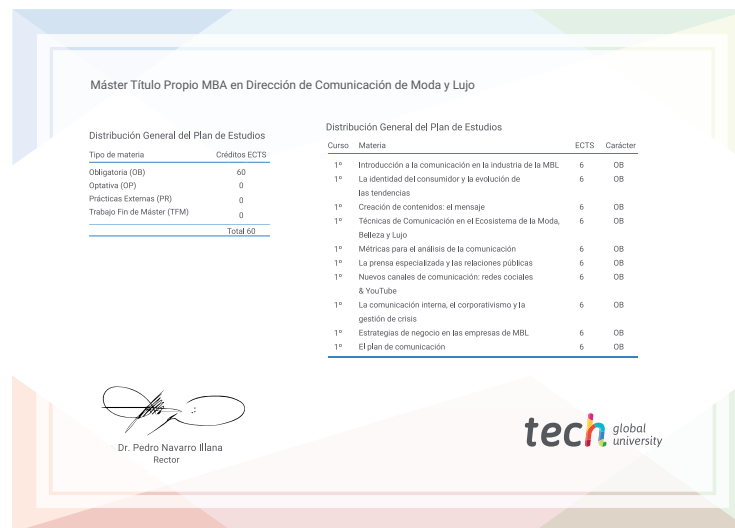 Máster Título Propio MBA en Dirección de Comunicación de Moda y Lujo
Distribución General del Plan de Estudios
Tipo de materia Créditos ECTS
Obligatoria (OB) 60
Optativa (OP) 0
Prácticas Externas (PR) 0
Trabajo Fin de Máster (TFM) 0
Total 60
Distribución General del Plan de Estudios
Curso Materia ECTS Carácter
1º Introducción a la comunicación en la industria de la MBL 6 OB
1º La identidad del consumidor y la evolución de 6 OB
las tendencias
1º Creación de contenidos: el mensaje 6 OB
1º Técnicas de Comunicación en el Ecosistema de la Moda, 6 OB
Belleza y Lujo
1º Métricas para el análisis de la comunicación 6 OB
1º La prensa especializada y las relaciones públicas 6 OB
1º Nuevos canales de comunicación: redes cociales 6 OB
& YouTube
1º La comunicación interna, el corporativismo y la 6 OB
gestión de crisis
1º Estrategias de negocio en las empresas de MBL 6 OB
1º El plan de comunicación 6 OB
Dr. Pedro Navarro Illana
Rector
tech global
university